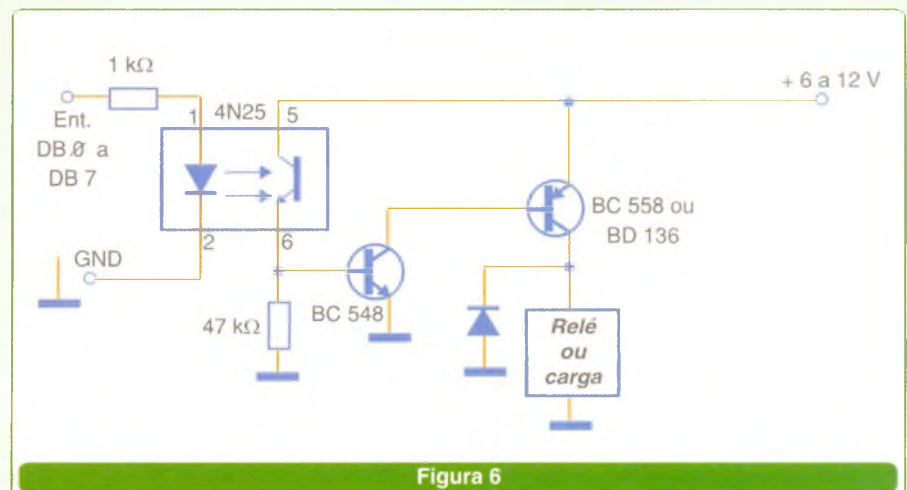 1 kΩ
Ent.
DB Ø a
DB 7
1
4N25
5
+ 6 a 12 V
BC 558 ou
BD 136
2
6
GND
BC 548
47 kΩ
Relé
ou
carga
Figura 6